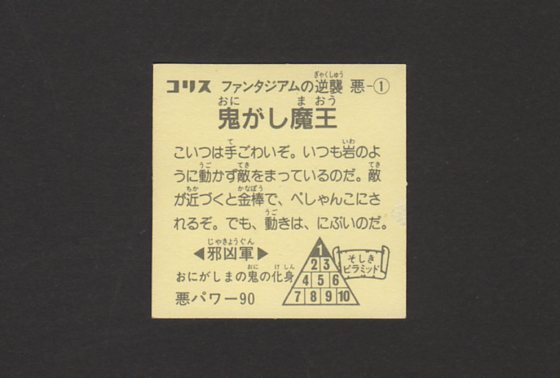 コリス ファンタジアムの逆襲 悪-①
鬼がし魔王
こいつは手ごわいぞ。いつも岩のよ
うに動かず敵をまっているのだ。敵
が近づくと金棒で、ぺしゃんこにさ
れるぞ。でも、動きは、にぶいのだ。
◀邪凶軍▶
おにがしまの鬼の化身
悪パワー90
1
2 3
4 5 6
7 8 9 10
そしき
ピラミッド